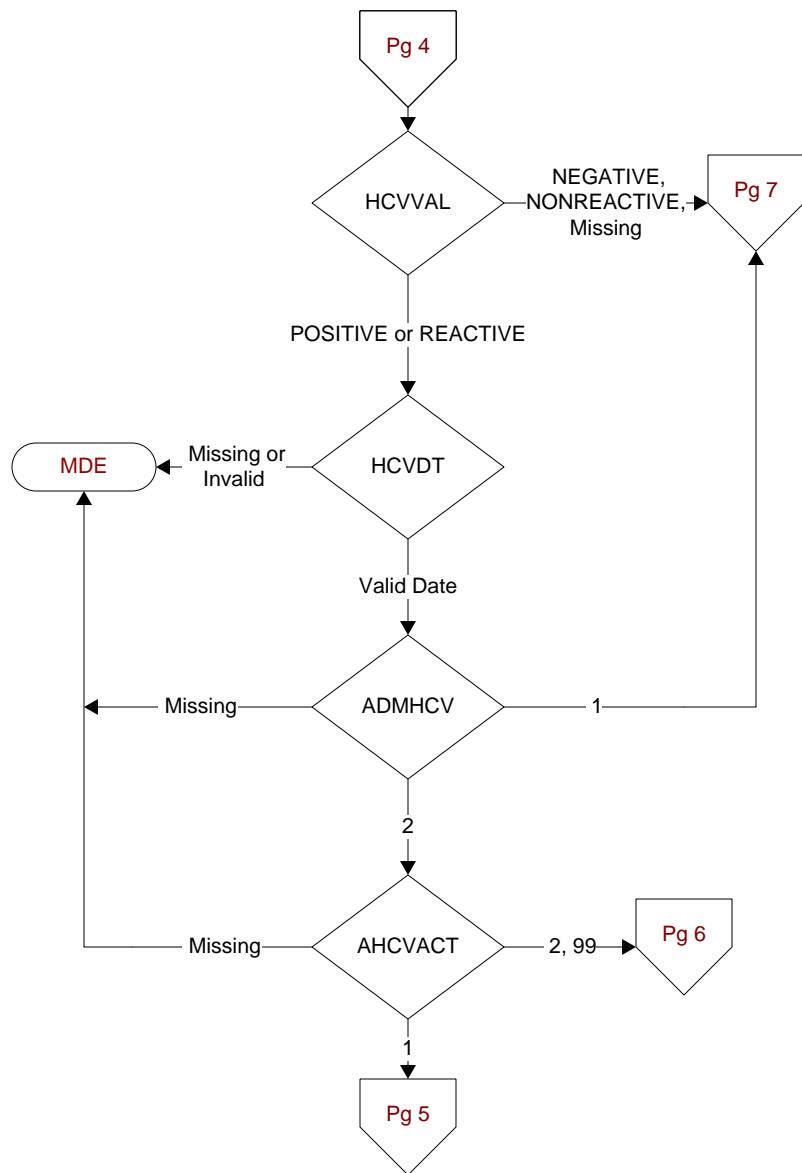 Pg 4
HCVVAL
NEGATIVE,
NONREACTIVE,
Missing
Pg 7
POSITIVE or REACTIVE
MDE
Missing or
Invalid
HCVDT
Valid Date
Missing
ADMHCV
1
2
Missing
AHCVACT
2, 99
Pg 6
1
Pg 5